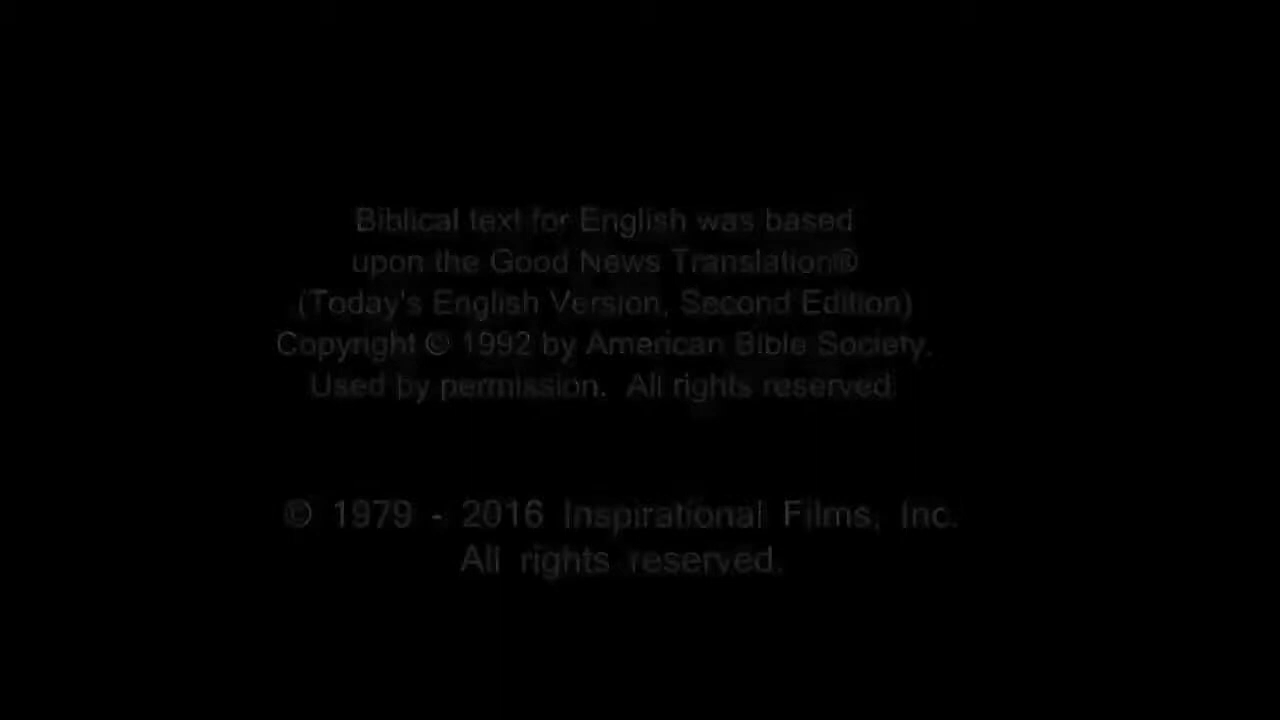 Biblical text for English was based
upon the Good News Translation®
(Today's English Version, Second Edition)
Copyright © 1992 by American Bible Society.
Used by permission.  All rights reserved.
© 1979 - 2016 Inspirational Films, Inc.
All rights reserved.